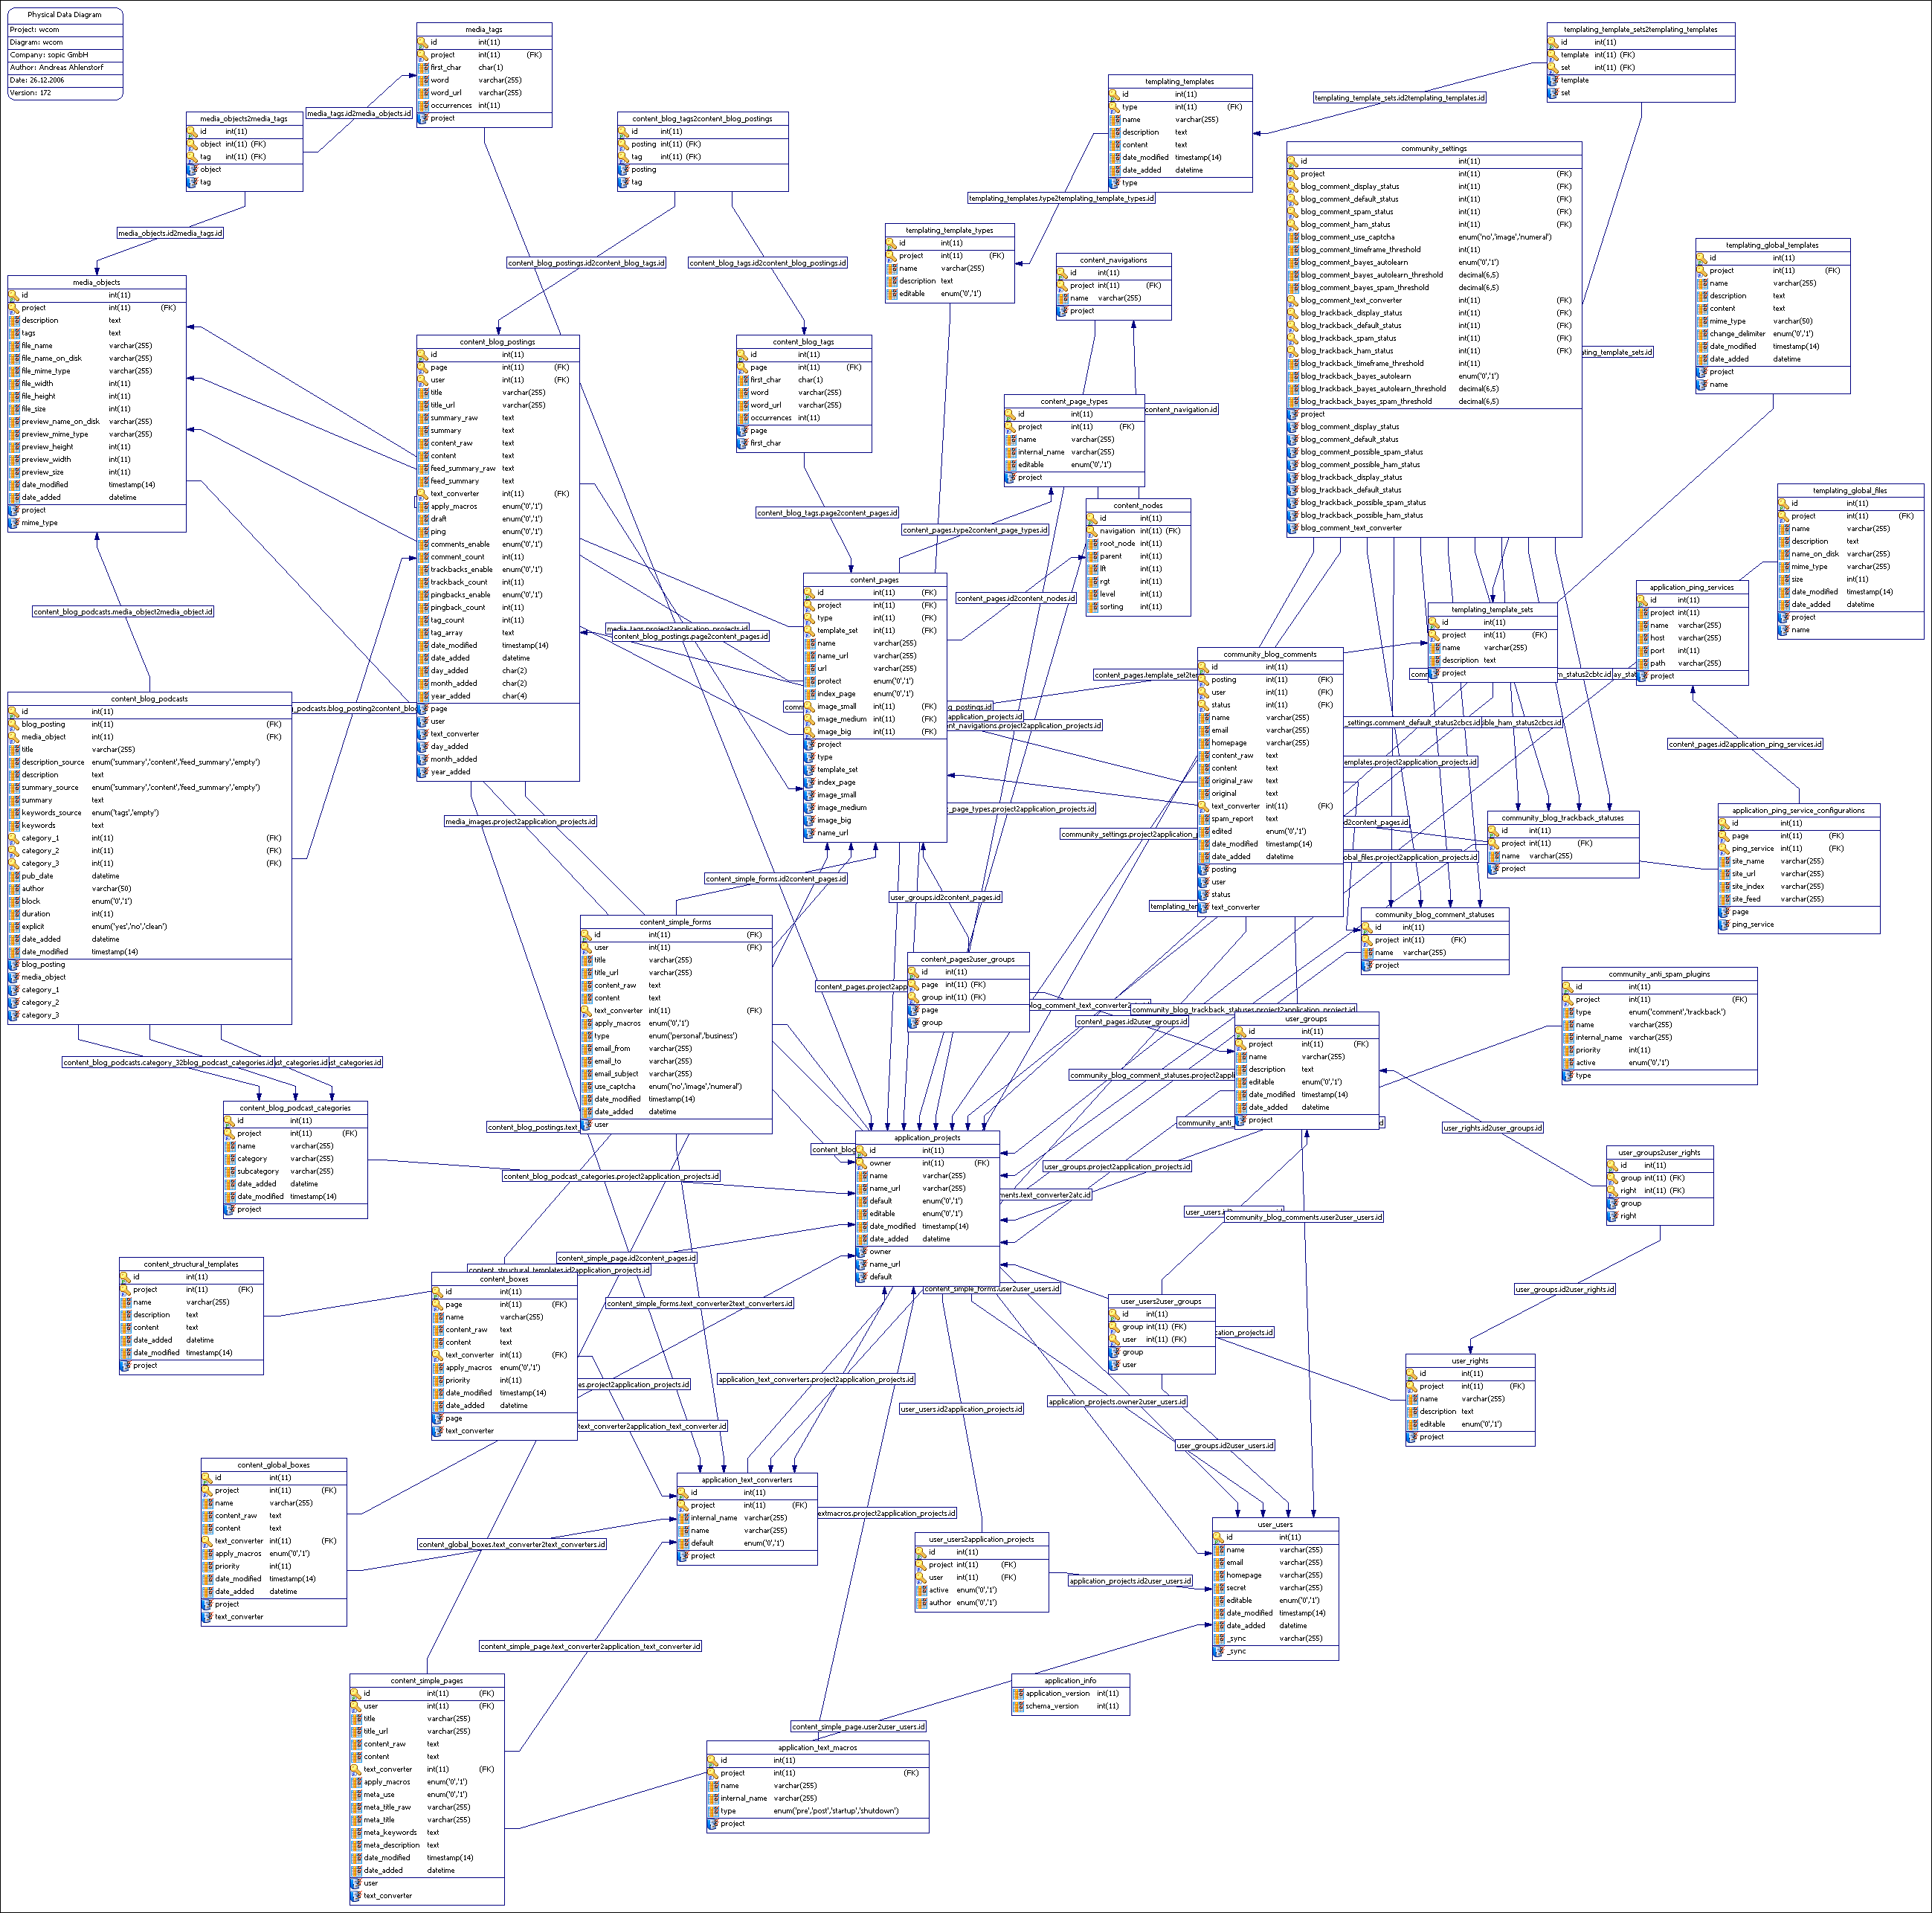 Physical Data Diagram
Project: wcom
Diagram: wcom
Company: sopic GmbH
Author: Andreas Ahlenstorf
Date: 26.12.2006
Version: 172
media_tags
id int(11)
project int(11) (FK)
first_char char(1)
word varchar(255)
word_url varchar(255)
occurrences int(11)
project
media_objects2media_tags
id int(11)
object int(11) (FK)
tag int(11) (FK)
object
tag
media_tags.id2media_objects.id
content_blog_tags2content_blog_postings
id int(11)
posting int(11) (FK)
tag int(11) (FK)
posting
tag
templating_templates
id int(11)
type int(11) (FK)
name varchar(255)
description text
content text
date_modified timestamp(14)
date_added datetime
type
templating_template_sets2templating_templates
id int(11)
template int(11) (FK)
set int(11) (FK)
template
set
templating_template_sets.id2templating_templates.id
templating_templates.type2templating_template_types.id
templating_template_types
id int(11)
project int(11) (FK)
name varchar(255)
description text
editable enum('0','1')
content_navigations
id int(11)
project int(11) (FK)
name varchar(255)
project
community_settings
id int(11)
project int(11) (FK)
blog_comment_display_status int(11) (FK)
blog_comment_default_status int(11) (FK)
blog_comment_spam_status int(11) (FK)
blog_comment_ham_status int(11) (FK)
blog_comment_use_captcha enum('no','image','numeral')
blog_comment_timeframe_threshold int(11)
blog_comment_bayes_autolearn enum('0','1')
blog_comment_bayes_autolearn_threshold decimal(6,5)
blog_comment_bayes_spam_threshold decimal(6,5)
blog_comment_text_converter int(11) (FK)
blog_trackback_display_status int(11) (FK)
blog_trackback_default_status int(11) (FK)
blog_trackback_spam_status int(11) (FK)
blog_trackback_ham_status int(11) (FK)
blog_trackback_timeframe_threshold int(11)
blog_trackback_bayes_autolearn enum('0','1')
blog_trackback_bayes_autolearn_threshold decimal(6,5)
blog_trackback_bayes_spam_threshold decimal(6,5)
project
blog_comment_display_status
blog_comment_default_status
blog_comment_possible_spam_status
blog_comment_possible_ham_status
blog_trackback_display_status
blog_trackback_default_status
blog_trackback_possible_spam_status
blog_trackback_possible_ham_status
blog_comment_text_converter
ating_template_sets.id
templating_global_templates
id int(11)
project int(11) (FK)
name varchar(255)
description text
content text
mime_type varchar(50)
change_delimiter enum('0','1')
date_modified timestamp(14)
date_added datetime
project
name
media_objects.id2media_tags.id
content_blog_postings.id2content_blog_tags.id
content_blog_tags.id2content_blog_postings.id
media_objects
id int(11)
project int(11) (FK)
description text
tags text
file_name varchar(255)
file_name_on_disk varchar(255)
file_mime_type varchar(255)
file_width int(11)
file_height int(11)
file_size int(11)
preview_name_on_disk varchar(255)
preview_mime_type varchar(255)
preview_height int(11)
preview_width int(11)
preview_size int(11)
date_modified timestamp(14)
date_added datetime
project
mime_type
content_blog_postings
id int(11)
page int(11) (FK)
user int(11) (FK)
title varchar(255)
title_url varchar(255)
summary_raw text
summary text
content_raw text
content text
feed_summary_raw text
feed_summary text
text_converter int(11) (FK)
apply_macros enum('0','1')
draft enum('0','1')
ping enum('0','1')
comments_enable enum('0','1')
comment_count int(11)
trackbacks_enable enum('0','1')
trackback_count int(11)
pingbacks_enable enum('0','1')
pingback_count int(11)
tag_count int(11)
tag_array text
date_modified timestamp(14)
date_added datetime
day_added char(2)
month_added char(2)
year_added char(4)
page
user
text_converter
day_added
month_added
year_added
content_blog_tags
id int(11)
page int(11) (FK)
first_char char(1)
word varchar(255)
word_url varchar(255)
occurrences int(11)
page
first_char
content_page_types
id int(11)
project int(11) (FK)
name varchar(255)
internal_name varchar(255)
editable enum('0','1')
project
content_navigation.id
content_nodes
id int(11)
navigation int(11) (FK)
root_node int(11)
parent int(11)
lft int(11)
rgt int(11)
level int(11)
sorting int(11)
content_blog_tags.page2content_pages.id
content_pages.type2content_page_types.id
content_pages.id2content_nodes.id
content_pages
id int(11) (FK)
project int(11) (FK)
type int(11) (FK)
template_set int(11) (FK)
name varchar(255)
name_url varchar(255)
url varchar(255)
protect enum('0','1')
index_page enum('0','1')
image_small int(11) (FK)
image_medium int(11) (FK)
image_big int(11) (FK)
project
type
template_set
index_page
image_small
image_medium
image_big
name_url
templating_global_files
id int(11)
project int(11) (FK)
name varchar(255)
description text
name_on_disk varchar(255)
mime_type varchar(255)
size int(11)
date_modified timestamp(14)
date_added datetime
project
name
application_ping_services
id int(11)
project int(11)
name varchar(255)
host varchar(255)
port int(11)
path varchar(255)
project
templating_template_sets
id int(11)
project int(11) (FK)
name varchar(255)
description text
project
content_blog_podcasts.media_object2media_object.id
media_tags.project2application_projects.id
content_blog_postings.page2content_pages.id
community_blog_comments
id int(11)
posting int(11) (FK)
user int(11) (FK)
status int(11) (FK)
name varchar(255)
email varchar(255)
homepage varchar(255)
content_raw text
content text
original_raw text
original text
text_converter int(11) (FK)
spam_report text
edited enum('0','1')
date_modified timestamp(14)
date_added datetime
posting
user
status
text_converter
content_pages.template_set2te
com
m_status2cbtc.id
ay_stat
comm
g_postings.id
application_projects.id
nt_navigations.project2application_projects.id
_settings.comment_default_status2cbcs.id
ible_ham_status2cbcs.id
emplates.project2application_projects.id
content_pages.id2application_ping_services.id
content_blog_podcasts
id int(11)
blog_posting int(11) (FK)
media_object int(11) (FK)
title varchar(255)
description_source enum('summary','content','feed_summary','empty')
description text
summary_source enum('summary','content','feed_summary','empty')
summary text
keywords_source enum('tags','empty')
keywords text
category_1 int(11) (FK)
category_2 int(11) (FK)
category_3 int(11) (FK)
pub_date datetime
author varchar(50)
block enum('0','1')
duration int(11)
explicit enum('yes','no','clean')
date_added datetime
date_modified timestamp(14)
blog_posting
media_object
category_1
category_2
category_3
_podcasts.blog_posting2content_blo
media_images.project2application_projects.id
_page_types.project2application_projects.id
community_settings.project2application_p
d2content_pages.id
obal_files.project2application_projects.id
community_blog_trackback_statuses
id int(11)
project int(11) (FK)
name varchar(255)
project
application_ping_service_configurations
id int(11)
page int(11) (FK)
ping_service int(11) (FK)
site_name varchar(255)
site_url varchar(255)
site_index varchar(255)
site_feed varchar(255)
page
ping_service
content_simple_forms.id2content_pages.id
user_groups.id2content_pages.id
templating_ter
community_blog_comment_statuses
id int(11)
project int(11) (FK)
name varchar(255)
project
content_simple_forms
id int(11) (FK)
user int(11) (FK)
title varchar(255)
title_url varchar(255)
content_raw text
content text
text_converter int(11) (FK)
apply_macros enum('0','1')
type enum('personal','business')
email_from varchar(255)
email_to varchar(255)
email_subject varchar(255)
use_captcha enum('no','image','numeral')
date_modified timestamp(14)
date_added datetime
user
content_pages2user_groups
id int(11)
page int(11) (FK)
group int(11) (FK)
page
group
content_pages.project2app
log_comment_text_converter2
community_blog_trackback_statuses.project2application_project.id
content_pages.id2user_groups.id
user_groups
id int(11)
project int(11) (FK)
name varchar(255)
description text
editable enum('0','1')
date_modified timestamp(14)
date_added datetime
project
community_anti_spam_plugins
id int(11)
project int(11) (FK)
type enum('comment','trackback')
name varchar(255)
internal_name varchar(255)
priority int(11)
active enum('0','1')
type
content_blog_podcasts.category_32blog_podcast_categories.id
st_categories.id
community_blog_comment_statuses.project2appl
content_blog_podcast_categories
id int(11)
project int(11) (FK)
name varchar(255)
category varchar(255)
subcategory varchar(255)
date_added datetime
date_modified timestamp(14)
project
content_blog_postings.text
content_blog
community_anti
user_rights.id2user_groups.id
application_projects
id int(11)
owner int(11) (FK)
name varchar(255)
name_url varchar(255)
default enum('0','1')
editable enum('0','1')
date_modified timestamp(14)
date_added datetime
owner
name_url
default
content_blog_podcast_categories.project2application_projects.id
user_groups.project2application_projects.id
ments.text_converter2atc.id
user_groups2user_rights
id int(11)
group int(11) (FK)
right int(11) (FK)
group
right
user_users.i
community_blog_comments.user2user_users.id
content_structural_templates
id int(11)
project int(11) (FK)
name varchar(255)
description text
content text
date_added datetime
date_modified timestamp(14)
project
content_simple_page.id2content_pages.id
content_structural_templates.id2application_projects.id
content_boxes
id int(11)
page int(11) (FK)
name varchar(255)
content_raw text
content text
text_converter int(11) (FK)
apply_macros enum('0','1')
priority int(11)
date_modified timestamp(14)
date_added datetime
page
text_converter
content_simple_forms.user2user_users.id
content_simple_forms.text_converter2text_converters.id
user_users2user_groups
id int(11)
group int(11) (FK)
user int(11) (FK)
group
user
cation_projects.id
user_groups.id2user_rights.id
user_rights
id int(11)
project int(11) (FK)
name varchar(255)
description text
editable enum('0','1')
project
application_text_converters.project2application_projects.id
es.project2application_projects.id
application_projects.owner2user_users.id
user_users.id2application_projects.id
text_converter2application_text_converter.id
user_groups.id2user_users.id
content_global_boxes
id int(11)
project int(11) (FK)
name varchar(255)
content_raw text
content text
text_converter int(11) (FK)
apply_macros enum('0','1')
priority int(11)
date_modified timestamp(14)
date_added datetime
project
text_converter
application_text_converters
id int(11)
project int(11) (FK)
internal_name varchar(255)
name varchar(255)
default enum('0','1')
project
extmacros.project2application_projects.id
content_global_boxes.text_converter2text_converters.id
user_users2application_projects
id int(11)
project int(11) (FK)
user int(11) (FK)
active enum('0','1')
author enum('0','1')
application_projects.id2user_users.id
user_users
id int(11)
name varchar(255)
email varchar(255)
homepage varchar(255)
secret varchar(255)
editable enum('0','1')
date_modified timestamp(14)
date_added datetime
_sync varchar(255)
_sync
content_simple_page.text_converter2application_text_converter.id
content_simple_pages
id int(11) (FK)
user int(11) (FK)
title varchar(255)
title_url varchar(255)
content_raw text
content text
text_converter int(11) (FK)
apply_macros enum('0','1')
meta_use enum('0','1')
meta_title_raw varchar(255)
meta_title varchar(255)
meta_keywords text
meta_description text
date_modified timestamp(14)
date_added datetime
user
text_converter
application_info
application_version int(11)
schema_version int(11)
content_simple_page.user2user_users.id
application_text_macros
id int(11)
project int(11) (FK)
name varchar(255)
internal_name varchar(255)
type enum('pre','post','startup','shutdown')
project